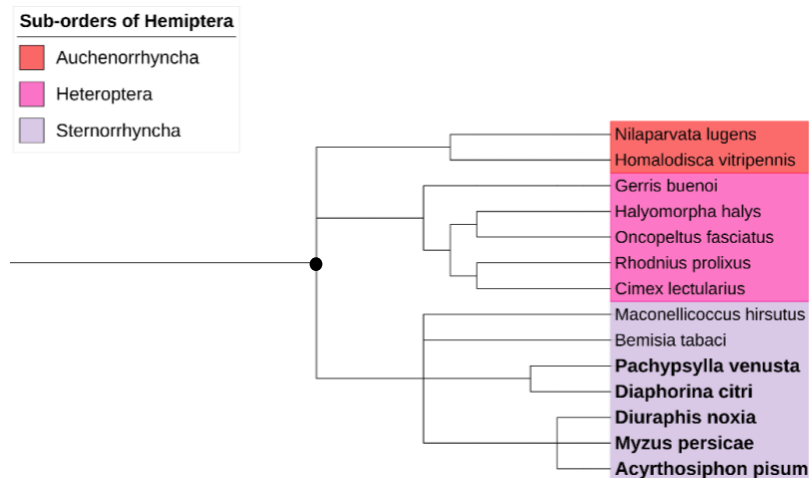 Sub-orders of Hemiptera
Auchenorrhyncha
Heteroptera
Sternorrhyncha
Nilaparvata lugens
Homalodisca vitripennis
Gerris buenoi
Halyomorpha halys
Oncopeltus fasciatus
Rhodnius prolixus
Cimex lectularius
Maconellicoccus hirsutus
Bemisia tabaci
Pachypsylla venusta
Diaphorina citri
Diuraphis noxia
Myzus persicae
Acyrthosiphon pisum